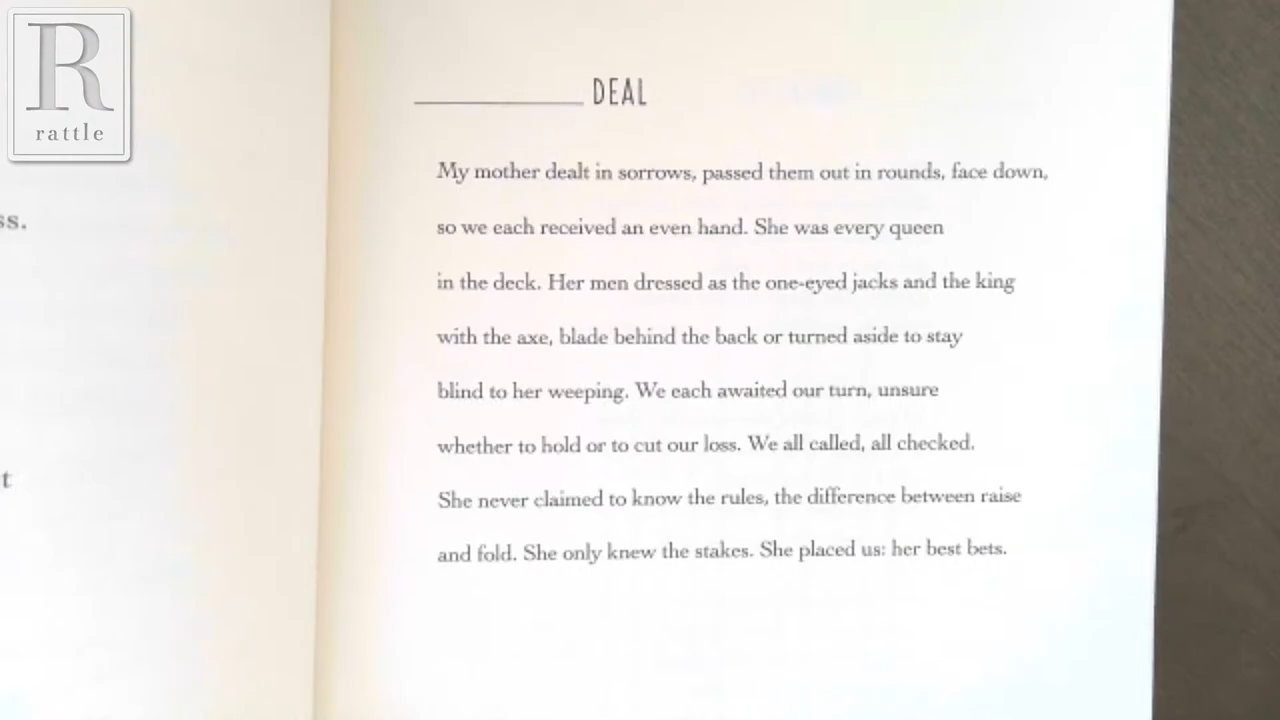 R
rattle
ss.
t
DEAL
My mother dealt in sorrows, passed them out in rounds, face down,
so we each received an even hand. She was every queen
in the deck. Her men dressed as the one-eyed jacks and the king
with the axe, blade behind the back or turned aside to stay
blind to her weeping. We each awaited our turn, unsure
whether to hold or to cut our loss. We all called, all checked.
She never claimed to know the rules, the difference between raise
and fold. She only knew the stakes. She placed us: her best bets.